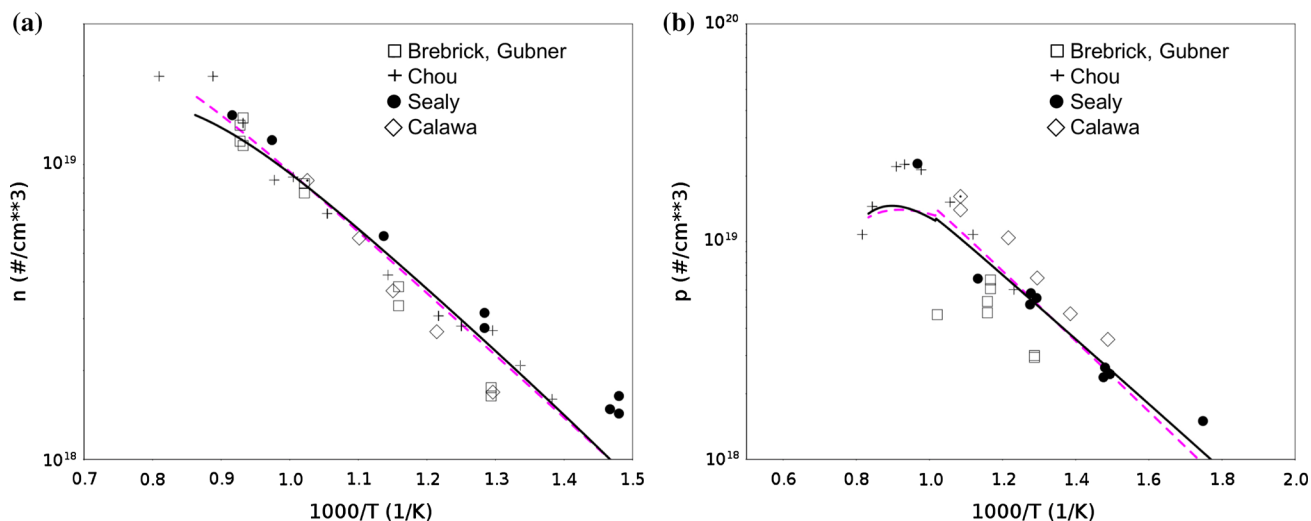 (a)
Brebrick, Gubner
Chou
Sealy
Calawa
10^19
10^18
n (#/cm**3)
0.7 0.8 0.9 1.0 1.1 1.2 1.3 1.4 1.5
1000/T (1/K)
(b)
Brebrick, Gubner
Chou
Sealy
Calawa
10^20
10^19
10^18
p (#/cm**3)
0.6 0.8 1.0 1.2 1.4 1.6 1.8 2.0
1000/T (1/K)